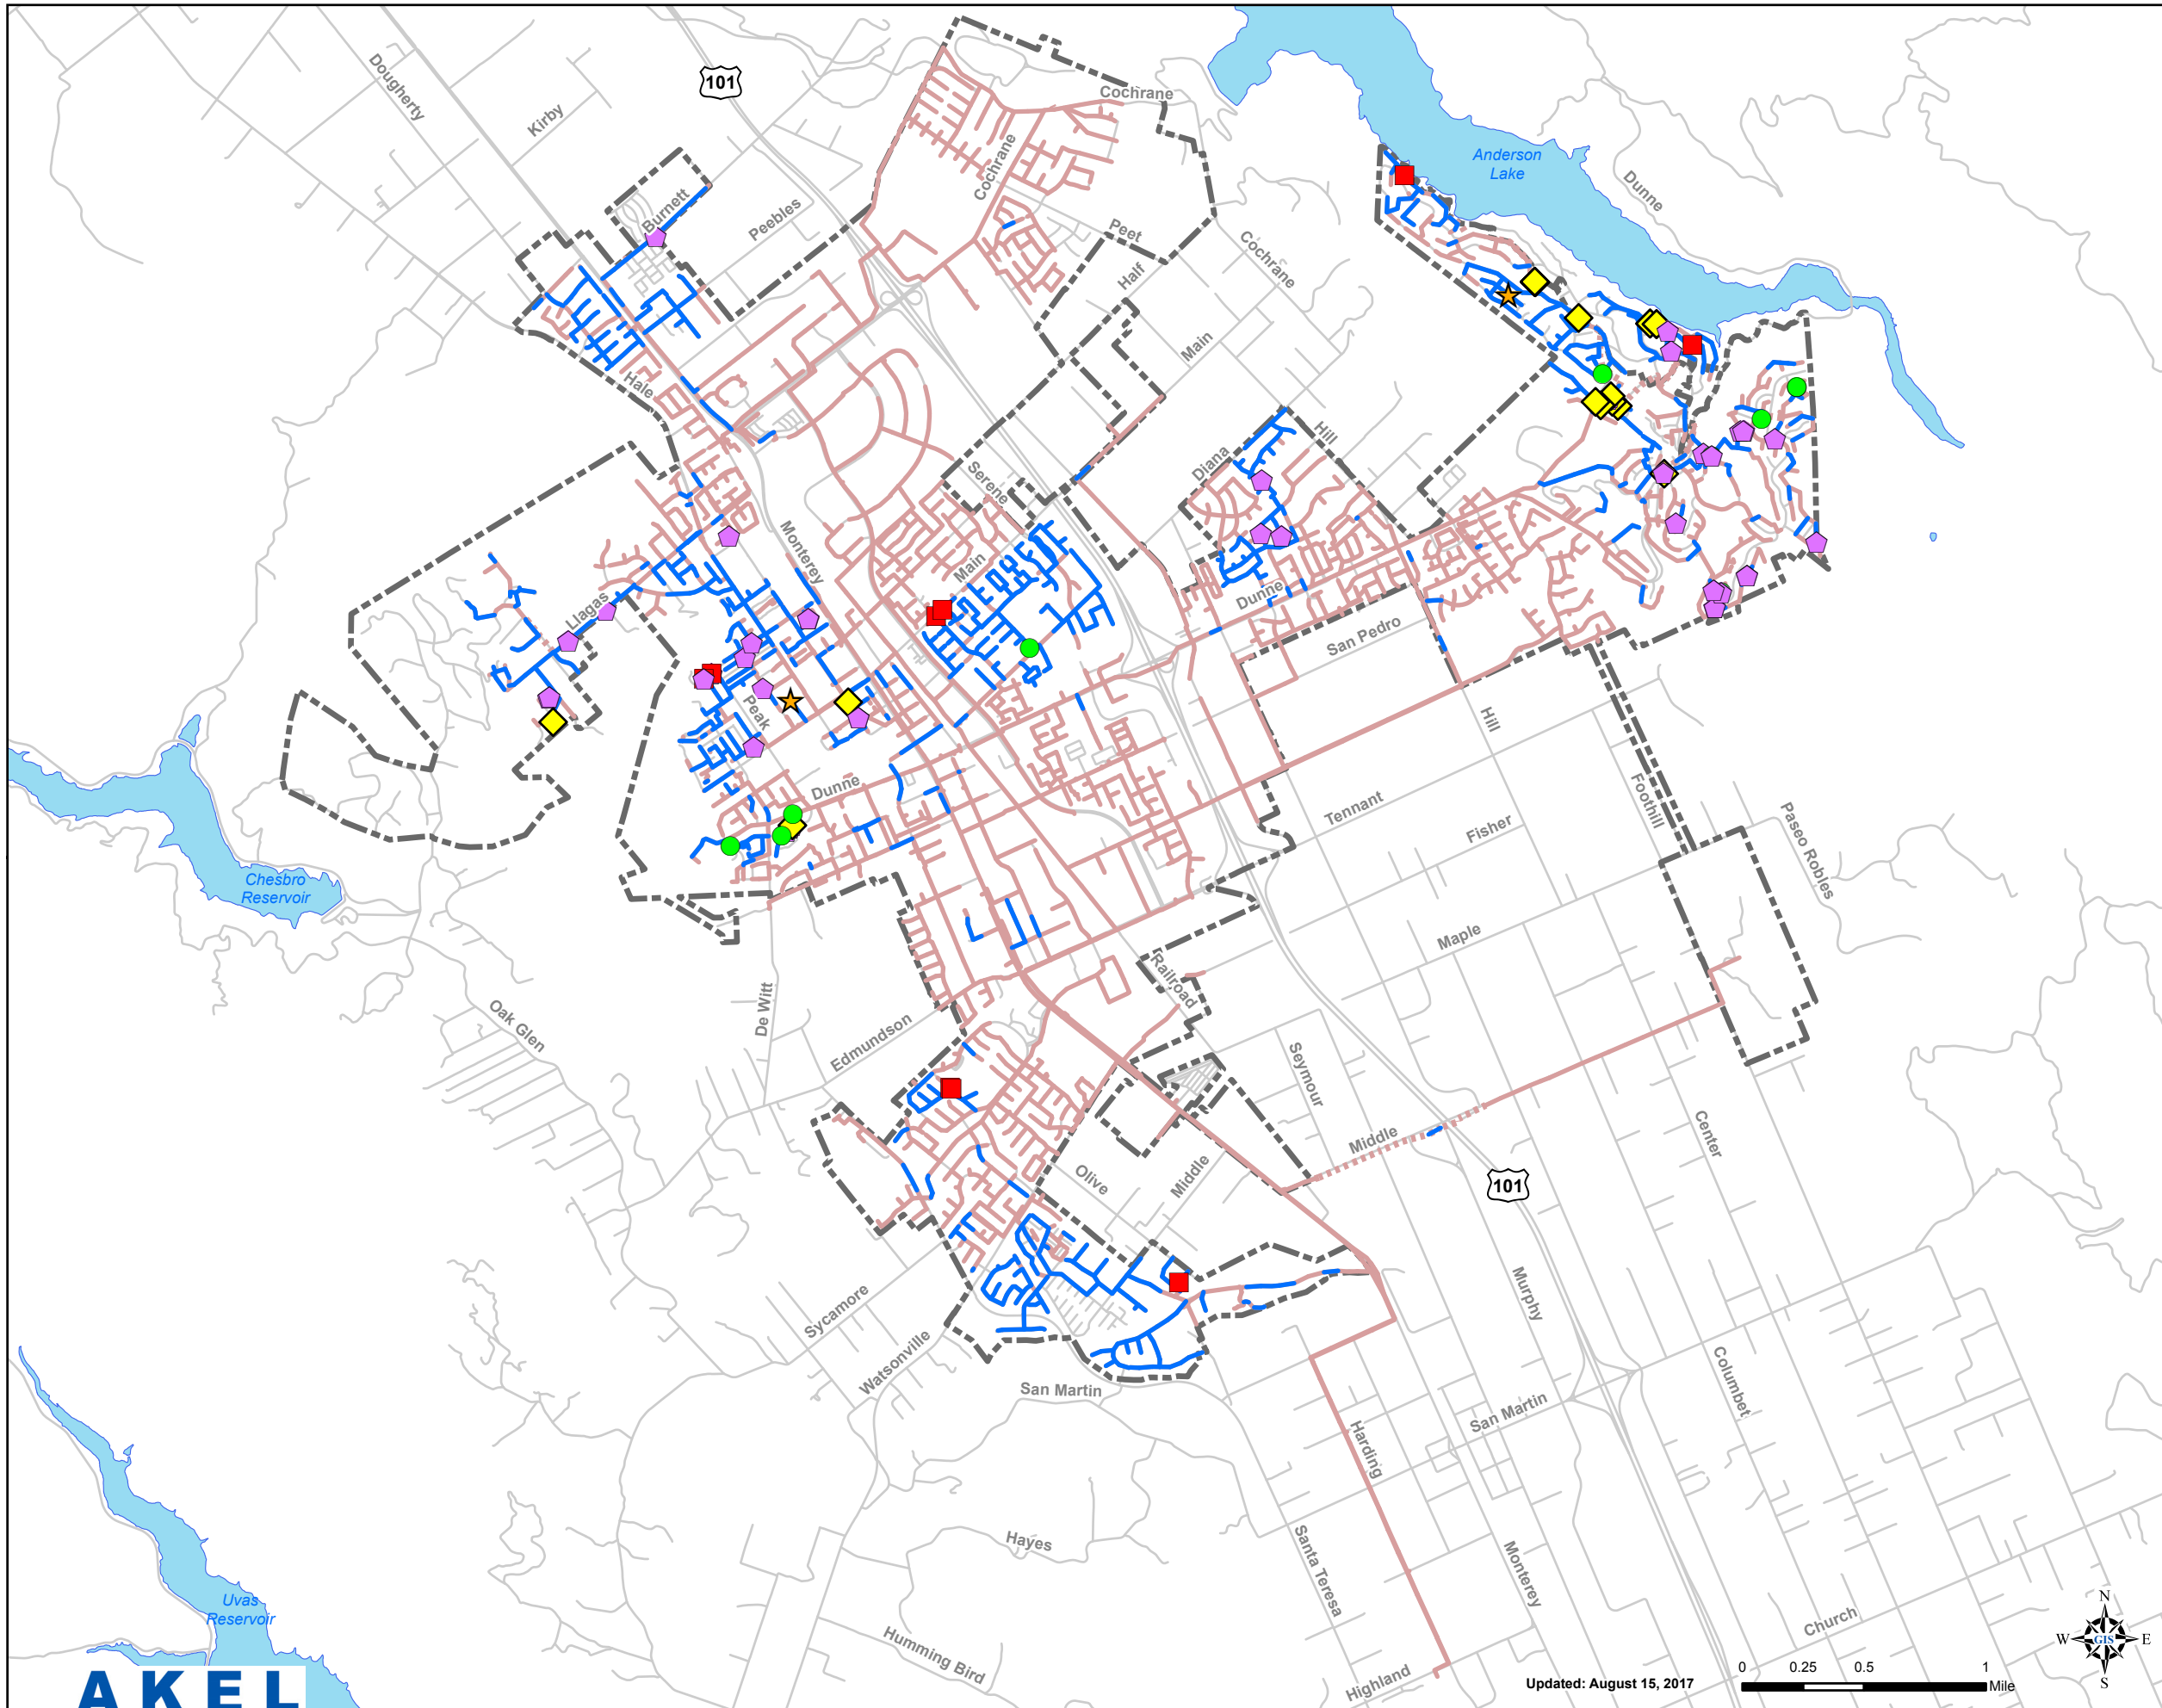 101
Dougherty
Kirby
Cochrane
Cochrane
Anderson
Lake
Dunne
Burnett
Peebles
Peet
Half
Cochrane
Main
Hale
Hill
Diana
Serene
Monterey
Main
Dunne
San Pedro
Llagas
Peak
Dunne
Hill
Tennant
Fisher
Foothill
Paseo Robles
Chesbro
Reservoir
Maple
Railroad
Oak Glen
De Witt
Edmundson
Seymour
Middle
Center
Olive
Middle
101
Sycamore
Watsonville
San Martin
Murphy
Columbet
San Martin
Harding
Hayes
Santa Teresa
Monterey
Uvas
Reservoir
Humming Bird
Highland
Church
N
W
GIS
E
S
0
0.25
0.5
1
Mile
Updated: August 15, 2017
AKEL